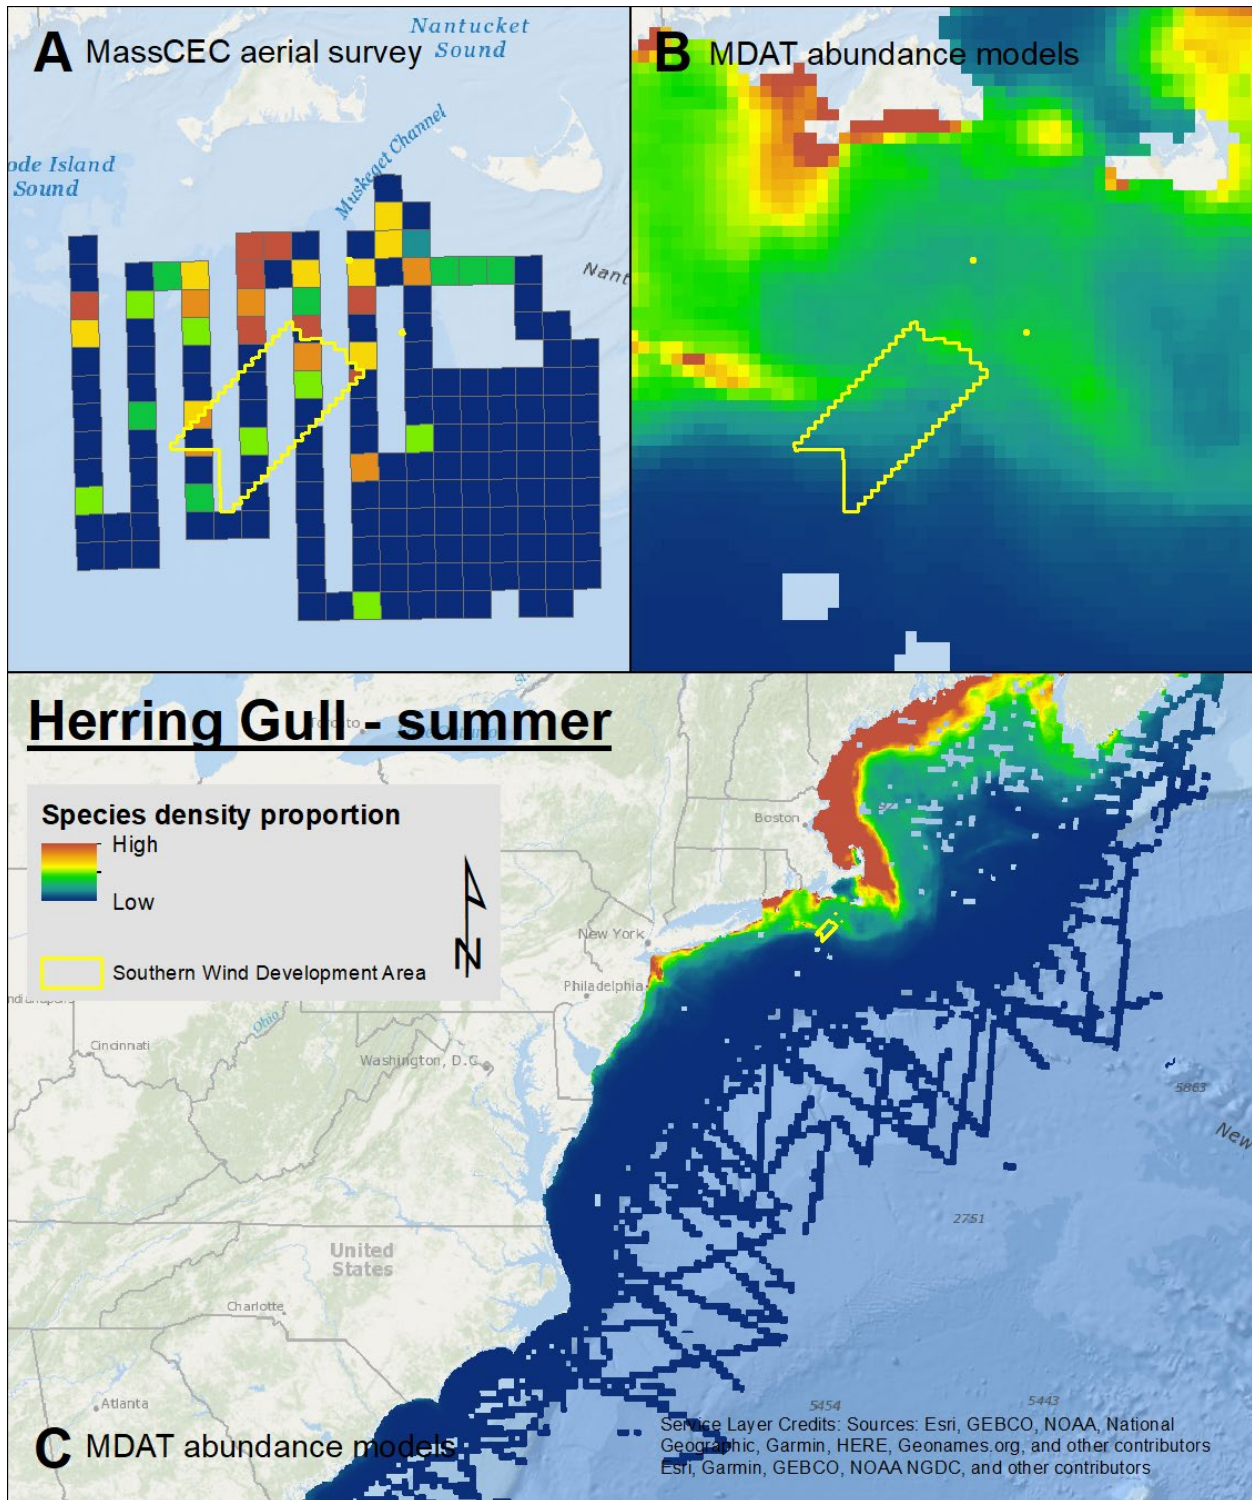 A MassCEC aerial survey
Nantucket
Sound
Muskeget Channel
ode Island
Sound
Nant
B MDAT abundance models
Herring Gull - summer
Toronto
Species density proportion
High
Low
N
Southern Wind Development Area
Boston
New York
Philadelphia
Ohio
Cincinnati
Washington, D.C.
5863
New
2751
United
States
Charlotte
Atlanta
5454
5443
C MDAT abundance models
Service Layer Credits: Sources: Esri, GEBCO, NOAA, National
Geographic, Garmin, HERE, Geonames.org, and other contributors
Esri, Garmin, GEBCO, NOAA NGDC, and other contributors